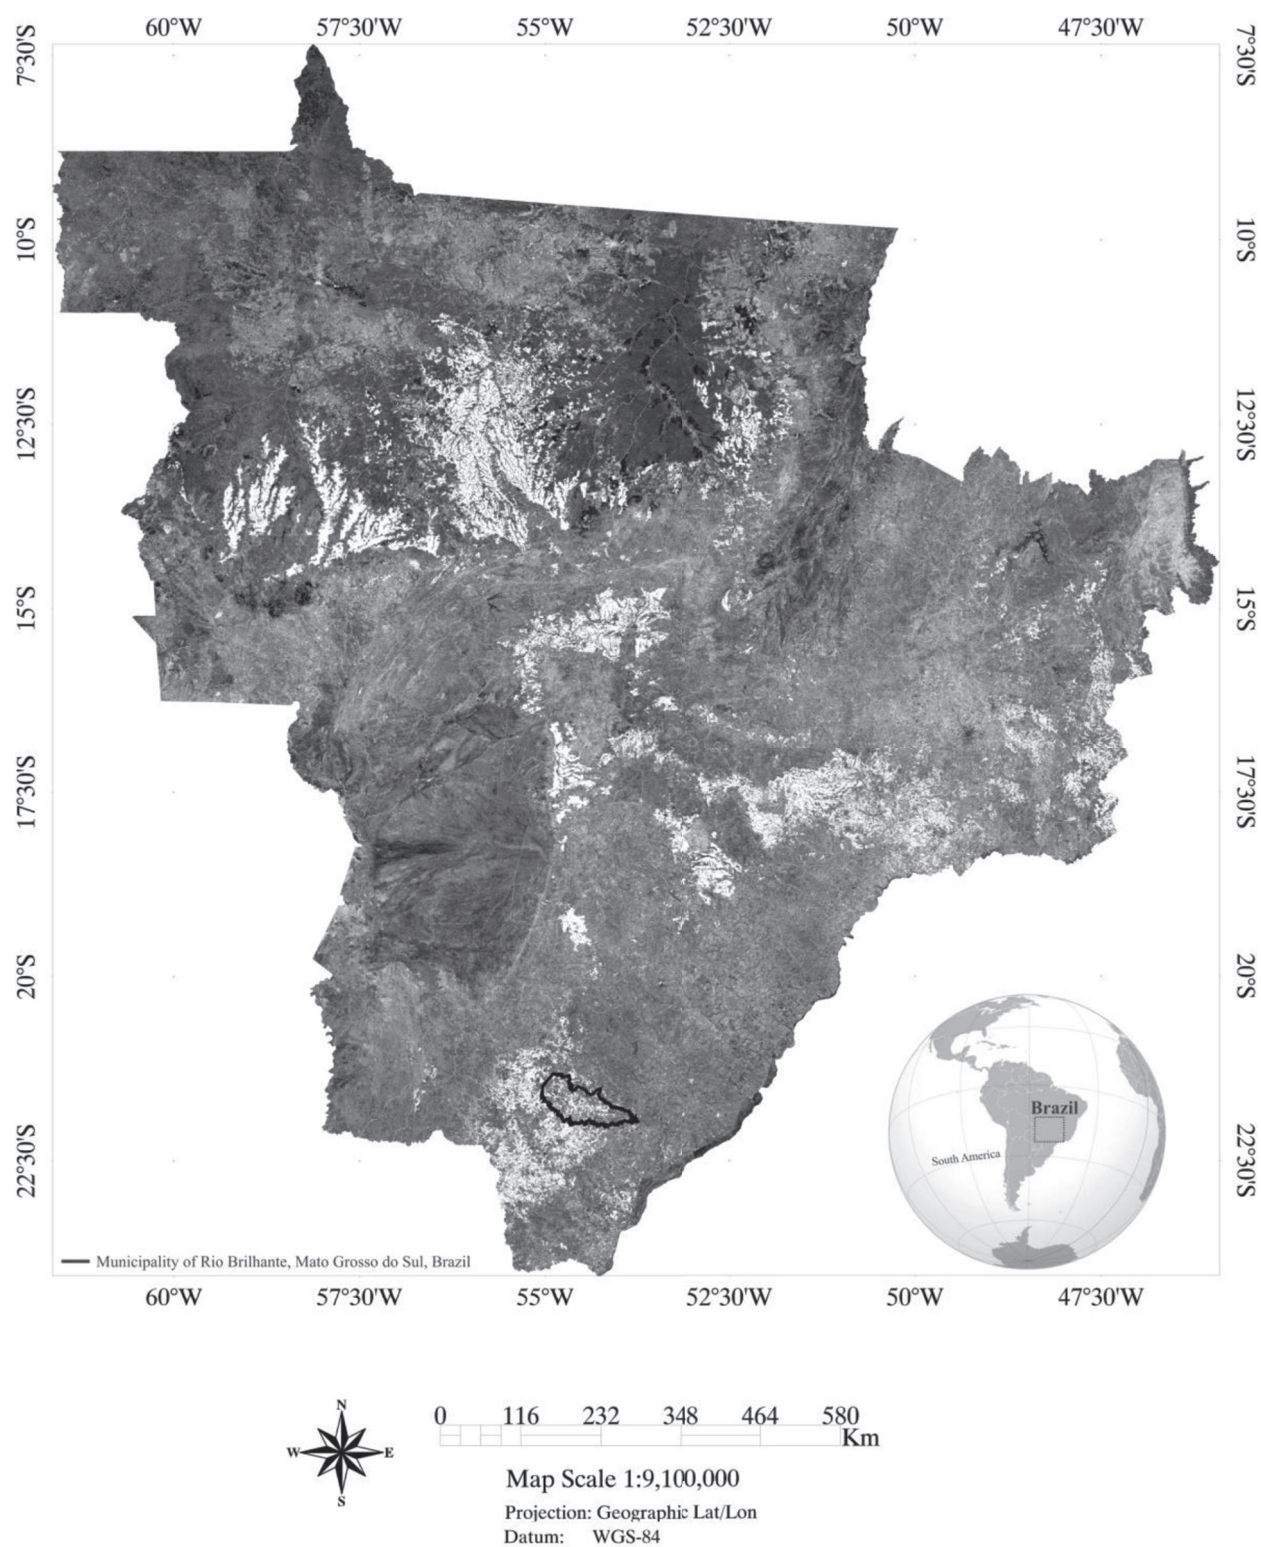 60°W 57°30'W 55°W 52°30'W 50°W 47°30'W
7°30'S 7°30'S
10°S 10°S
12°30'S 12°30'S
15°S 15°S
17°30'S 17°30'S
20°S 20°S
Brazil
South America
22°30'S 22°30'S
Municipality of Rio Brilhante, Mato Grosso do Sul, Brazil
60°W 57°30'W 55°W 52°30'W 50°W 47°30'W
N
W E
S
0 116 232 348 464 580
Km
Map Scale 1:9,100,000
Projection: Geographic Lat/Lon
Datum: WGS-84